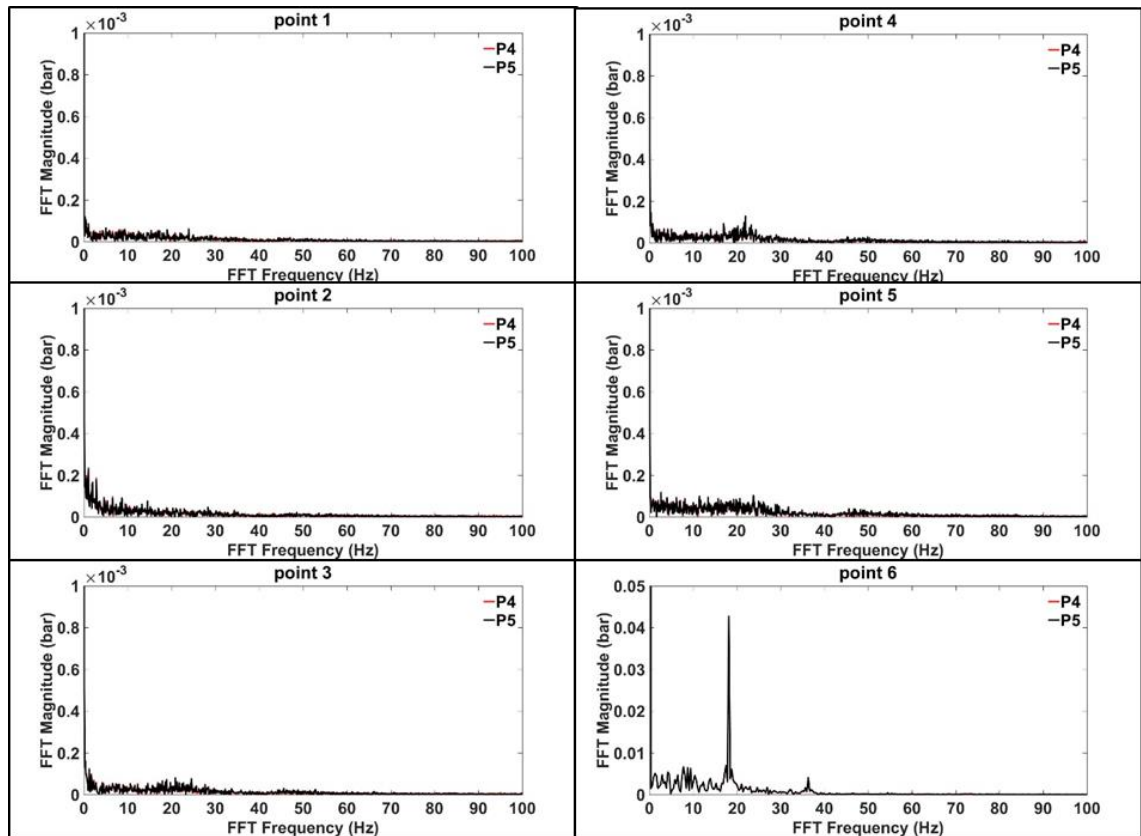 ×10⁻³
point 1
1
0.8
0.6
0.4
0.2
0
FFT Magnitude (bar)
P4
P5
0 10 20 30 40 50 60 70 80 90 100
FFT Frequency (Hz)
×10⁻³
point 4
1
0.8
0.6
0.4
0.2
0
FFT Magnitude (bar)
P4
P5
0 10 20 30 40 50 60 70 80 90 100
FFT Frequency (Hz)
×10⁻³
point 2
1
0.8
0.6
0.4
0.2
0
FFT Magnitude (bar)
P4
P5
0 10 20 30 40 50 60 70 80 90 100
FFT Frequency (Hz)
×10⁻³
point 5
1
0.8
0.6
0.4
0.2
0
FFT Magnitude (bar)
P4
P5
0 10 20 30 40 50 60 70 80 90 100
FFT Frequency (Hz)
×10⁻³
point 3
1
0.8
0.6
0.4
0.2
0
FFT Magnitude (bar)
P4
P5
0 10 20 30 40 50 60 70 80 90 100
FFT Frequency (Hz)
point 6
0.05
0.04
0.03
0.02
0.01
0
FFT Magnitude (bar)
P4
P5
0 10 20 30 40 50 60 70 80 90 100
FFT Frequency (Hz)